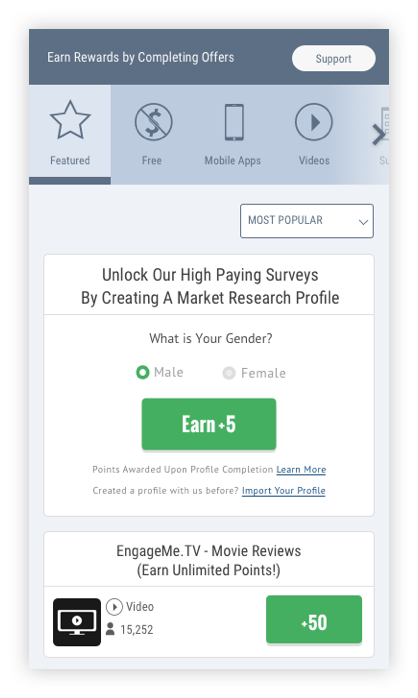 Earn Rewards by Completing Offers
Support
Featured
Free
Mobile Apps
Videos
Su
MOST POPULAR
Unlock Our High Paying Surveys
By Creating A Market Research Profile
What is Your Gender?
Male
Female
Earn +5
Points Awarded Upon Profile Completion Learn More
Created a profile with us before? Import Your Profile
EngageMe.TV - Movie Reviews
(Earn Unlimited Points!)
Video
15,252
+50